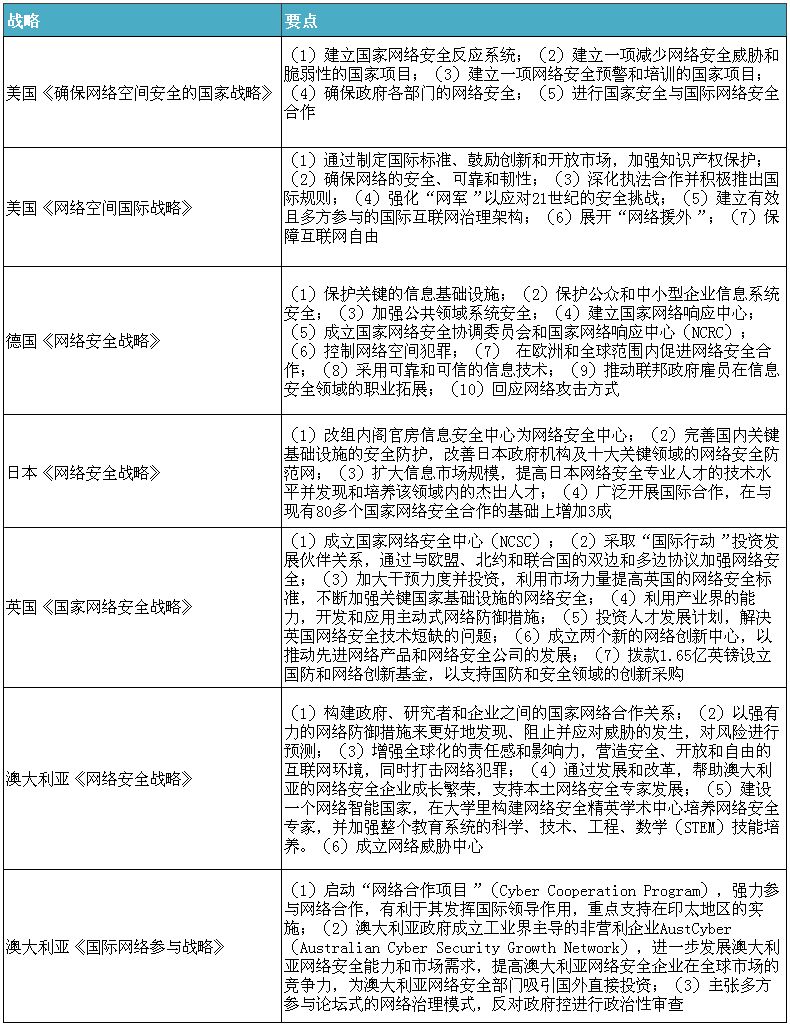 战略
要点
美国《确保网络空间安全的国家战略》
（1）建立国家网络安全反应系统；（2）建立一项减少网络安全威胁和
脆弱性的国家项目；（3）建立一项网络安全预警和培训的国家项目；
（4）确保政府各部门的网络安全；（5）进行国家安全与国际网络安全
合作
美国《网络空间国际战略》
（1）通过制定国际标准、鼓励创新和开放市场，加强知识产权保护；
（2）确保网络的安全、可靠和韧性；（3）深化执法合作并积极推出国
际规则；（4）强化“网军”以应对21世纪的安全挑战；（5）建立有效
且多方参与的国际互联网治理架构；（6）展开“网络援外”；（7）保
障互联网自由
德国《网络安全战略》
（1）保护关键的信息基础设施；（2）保护公众和中小型企业信息系统
安全；（3）加强公共领域系统安全；（4）建立国家网络响应中心；
（5）成立国家网络安全协调委员会和国家网络响应中心（NCRC）；
（6）控制网络空间犯罪；（7） 在欧洲和全球范围内促进网络安全合
作；（8）采用可靠和可信的信息技术；（9）推动联邦政府雇员在信息
安全领域的职业拓展；（10）回应网络攻击方式
日本《网络安全战略》
（1）改组内阁官房信息安全中心为网络安全中心；（2）完善国内关键
基础设施的安全防护，改善日本政府机构及十大关键领域的网络安全防
范网；（3）扩大信息市场规模，提高日本网络安全专业人才的技术水
平并发现和培养该领域内的杰出人才；（4）广泛开展国际合作，在与
现有80多个国家网络安全合作的基础上增加3成
英国《国家网络安全战略》
（1）成立国家网络安全中心（NCSC）；（2）采取“国际行动”投资发
展伙伴关系，通过与欧盟、北约和联合国的双边和多边协议加强网络安
全；（3）加大干预力度并投资，利用市场力量提高英国的网络安全标
准，不断加强关键国家基础设施的网络安全；（4）利用产业界的能
力，开发和应用主动式网络防御措施；（5）投资人才发展计划，解决
英国网络安全技术短缺的问题；（6）成立两个新的网络创新中心，以
推动先进网络产品和网络安全公司的发展；（7）拨款1.65亿英镑设立
国防和网络创新基金，以支持国防和安全领域的创新采购
澳大利亚《网络安全战略》
（1）构建政府、研究者和企业之间的国家网络合作关系；（2）以强有
力的网络防御措施来更好地发现、阻止并应对威胁的发生，对风险进行
预测；（3）增强全球化的责任感和影响力，营造安全、开放和自由的
互联网环境，同时打击网络犯罪；（4）通过发展和改革，帮助澳大利
亚的网络安全企业成长繁荣，支持本土网络安全专家发展；（5）建设
一个网络智能国家，在大学里构建网络安全精英学术中心培养网络安全
专家，并加强整个教育系统的科学、技术、工程、数学（STEM）技能培
养。（6）成立网络威胁中心
澳大利亚《国际网络参与战略》
（1）启动“网络合作项目”（Cyber Cooperation Program），强力参
与网络合作，有利于其发挥国际领导作用，重点支持在印太地区的实
施；（2）澳大利亚政府成立工业界主导的非营利企业AustCyber
（Australian Cyber Security Growth Network），进一步发展澳大利
亚网络安全能力和市场需求，提高澳大利亚网络安全企业在全球市场的
竞争力，为澳大利亚网络安全部门吸引国外直接投资；（3）主张多方
参与论坛式的网络治理模式，反对政府控进行政治性审查